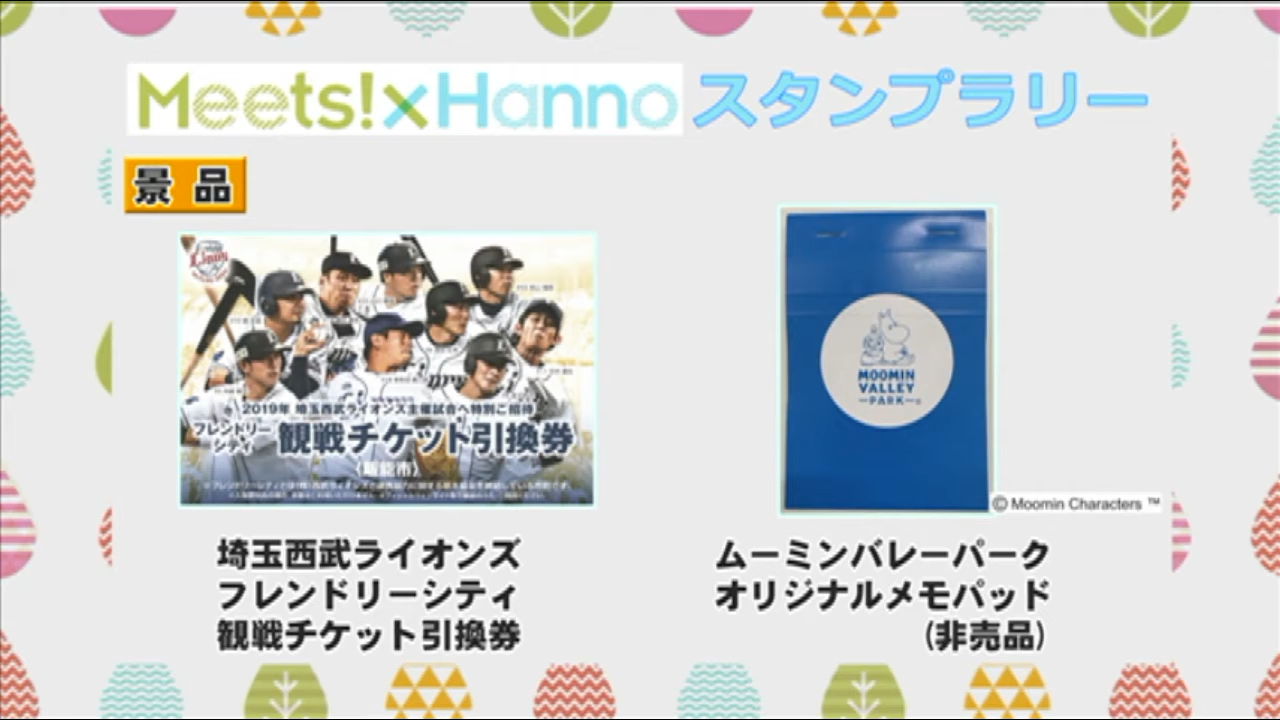 Meets!×Hanno スタンプラリー
景品
Lions
2019年 埼玉西武ライオンズ主催試合へ特別ご招待
フレンドリー
シティ
観戦チケット引換券
(飯能市)
MOOMIN
VALLEY
PARK
© Moomin Characters ™
埼玉西武ライオンズ
フレンドリーシティ
観戦チケット引換券
ムーミンバレーパーク
オリジナルメモパッド
(非売品)